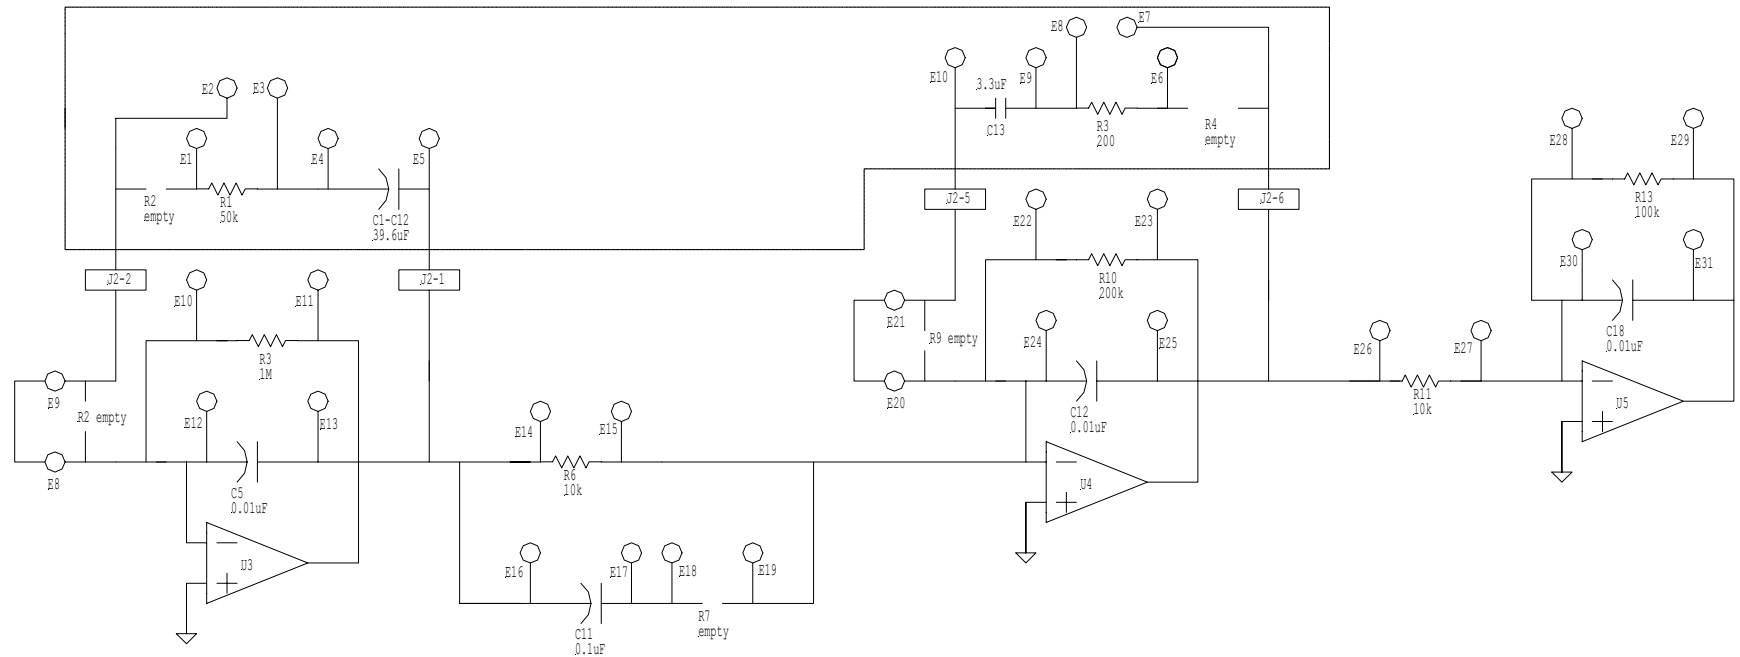 E7
E8
E10
E9
E6
3.3uF
C13
R3
200
R4
empty
E2
E3
E1
E4
E5
R2
empty
R1
50k
C1-C12
39.6uF
E28
E29
R13
100k
E30
E31
C18
0.01uF
J2-5
J2-6
E22
E23
R10
200k
J2-2
J2-1
E10
E11
R3
1M
E21
R9 empty
E24
E25
E20
C12
0.01uF
E26
E27
R11
10k
U5
E9
R2 empty
E12
E13
E8
C5
0.01uF
E14
E15
R6
10k
U4
U3
E16
E17
E18
E19
C11
0.1uF
R7
empty